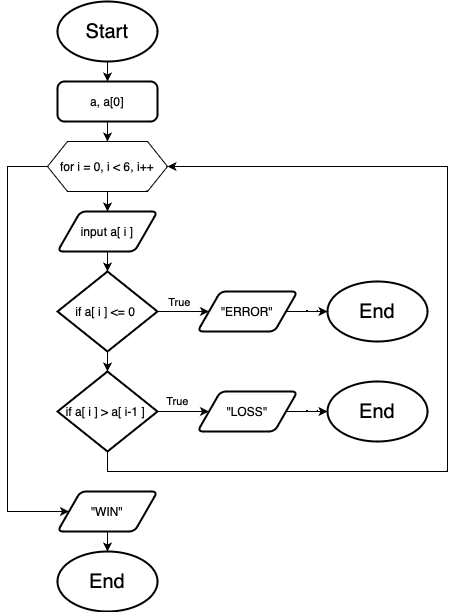 Start
a, a[0]
for i = 0, i < 6, i++
input a[ i ]
if a[ i ] <= 0
True
"ERROR"
End
if a[ i ] > a[ i-1 ]
True
"LOSS"
End
"WIN"
End